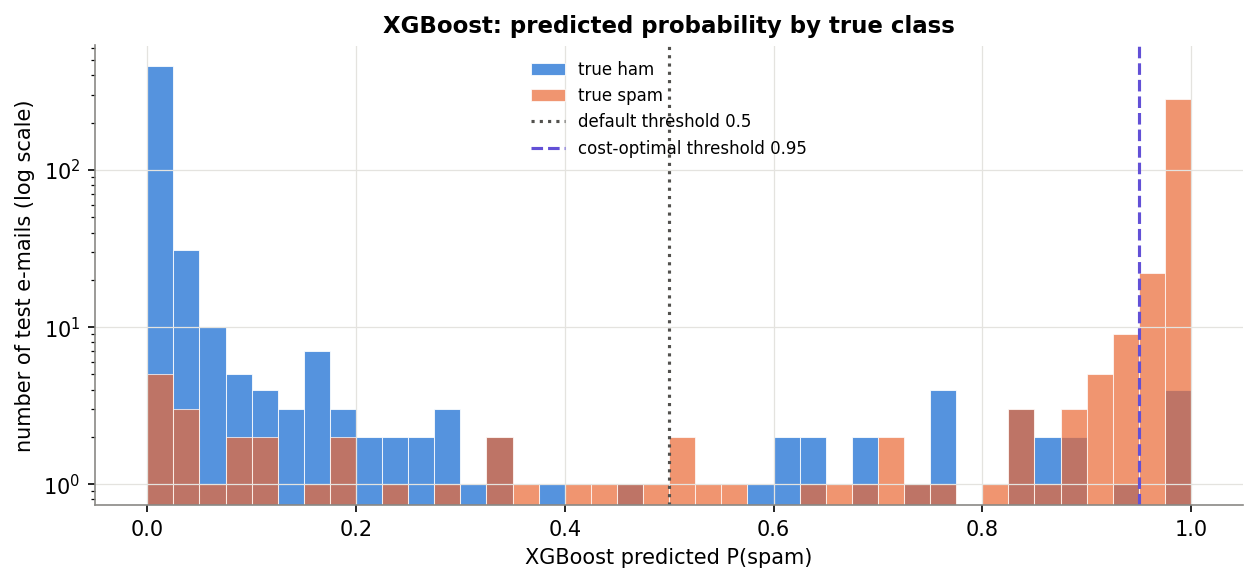 XGBoost: predicted probability by true class
number of test e-mails (log scale)
10²
10¹
10⁰
true ham
true spam
default threshold 0.5
cost-optimal threshold 0.95
0.0 0.2 0.4 0.6 0.8 1.0
XGBoost predicted P(spam)